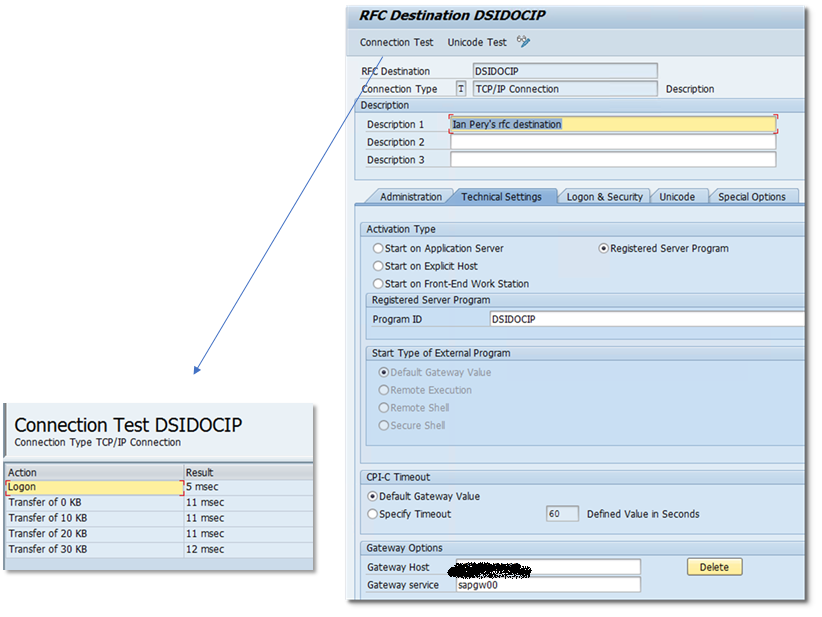 RFC Destination DSIDOCIP
Connection Test Unicode Test
RFC Destination DSIDOCIP
Connection Type T TCP/IP Connection Description
Description
Description 1 Ian Pery's rfc destination
Description 2
Description 3
Administration Technical Settings Logon & Security Unicode Special Options
Activation Type
Start on Application Server Registered Server Program
Start on Explicit Host
Start on Front-End Work Station
Registered Server Program
Program ID DSIDOCIP
Start Type of External Program
Default Gateway Value
Remote Execution
Remote Shell
Secure Shell
CPI-C Timeout
Default Gateway Value
Specify Timeout 60 Defined Value in Seconds
Gateway Options
Gateway Host Delete
Gateway service sapgw00
Connection Test DSIDOCIP
Connection Type TCP/IP Connection
Action Result
Logon 5 msec
Transfer of 0 KB 11 msec
Transfer of 10 KB 11 msec
Transfer of 20 KB 11 msec
Transfer of 30 KB 12 msec